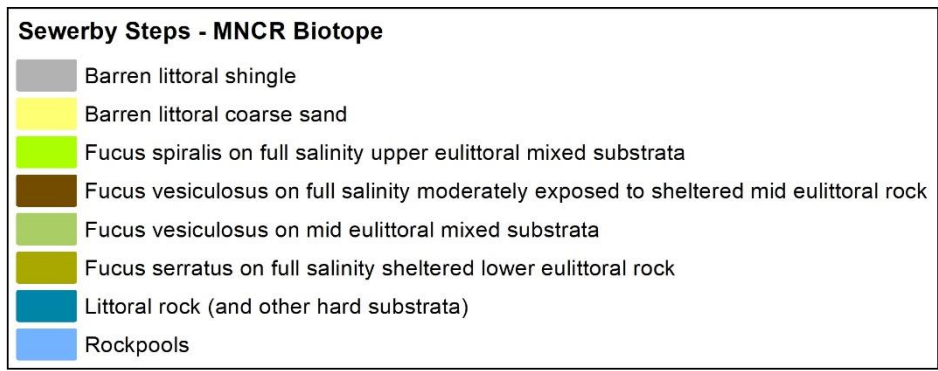 Sewerby Steps - MNCR Biotope
Barren littoral shingle
Barren littoral coarse sand
Fucus spiralis on full salinity upper eulittoral mixed substrata
Fucus vesiculosus on full salinity moderately exposed to sheltered mid eulittoral rock
Fucus vesiculosus on mid eulittoral mixed substrata
Fucus serratus on full salinity sheltered lower eulittoral rock
Littoral rock (and other hard substrata)
Rockpools